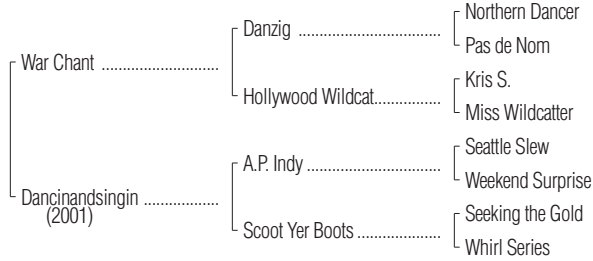 Northern Dancer
Danzig ....................................
Pas de Nom
War Chant .............................
Kris S.
Hollywood Wildcat.................
Miss Wildcatter
Seattle Slew
A.P. Indy ..................................
Weekend Surprise
Dancinandsingin ..................
(2001)
Seeking the Gold
Scoot Yer Boots .....................
Whirl Series